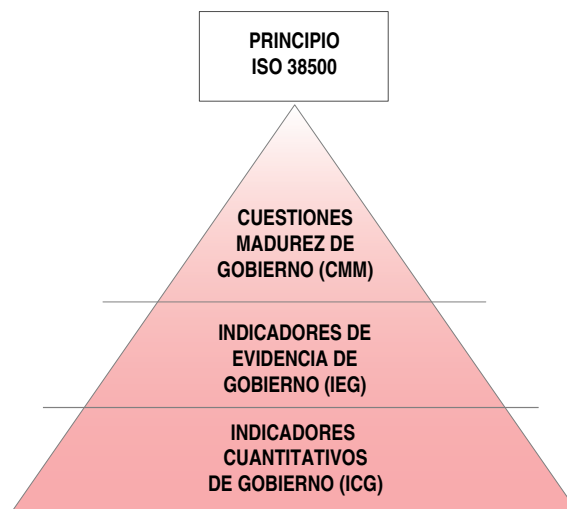 PRINCIPIO
ISO 38500
CUESTIONES
MADUREZ DE
GOBIERNO (CMM)
INDICADORES DE
EVIDENCIA DE
GOBIERNO (IEG)
INDICADORES
CUANTITATIVOS
DE GOBIERNO (ICG)